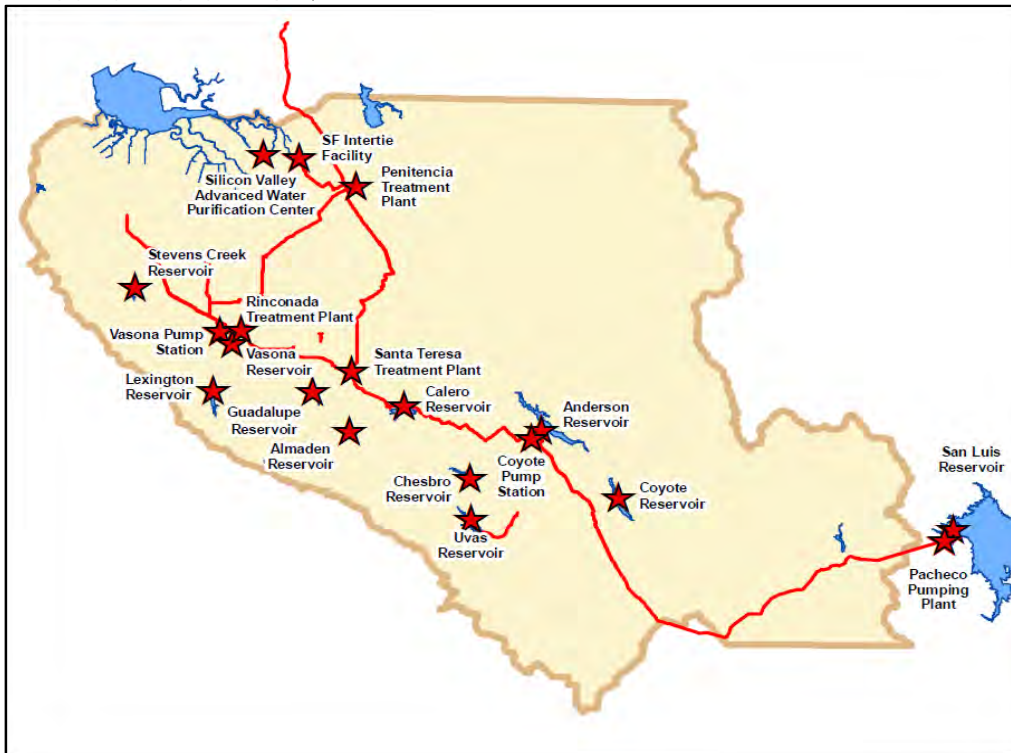 SF Intertie
Facility
Silicon Valley
Advanced Water
Purification Center
Penitencia
Treatment
Plant
Stevens Creek
Reservoir
Rinconada
Treatment Plant
Vasona Pump
Station
Vasona
Reservoir
Santa Teresa
Treatment Plant
Lexington
Reservoir
Guadalupe
Reservoir
Calero
Reservoir
Almaden
Reservoir
Anderson
Reservoir
Coyote
Pump
Station
Chesbro
Reservoir
Coyote
Reservoir
Uvas
Reservoir
San Luis
Reservoir
Pacheco
Pumping
Plant